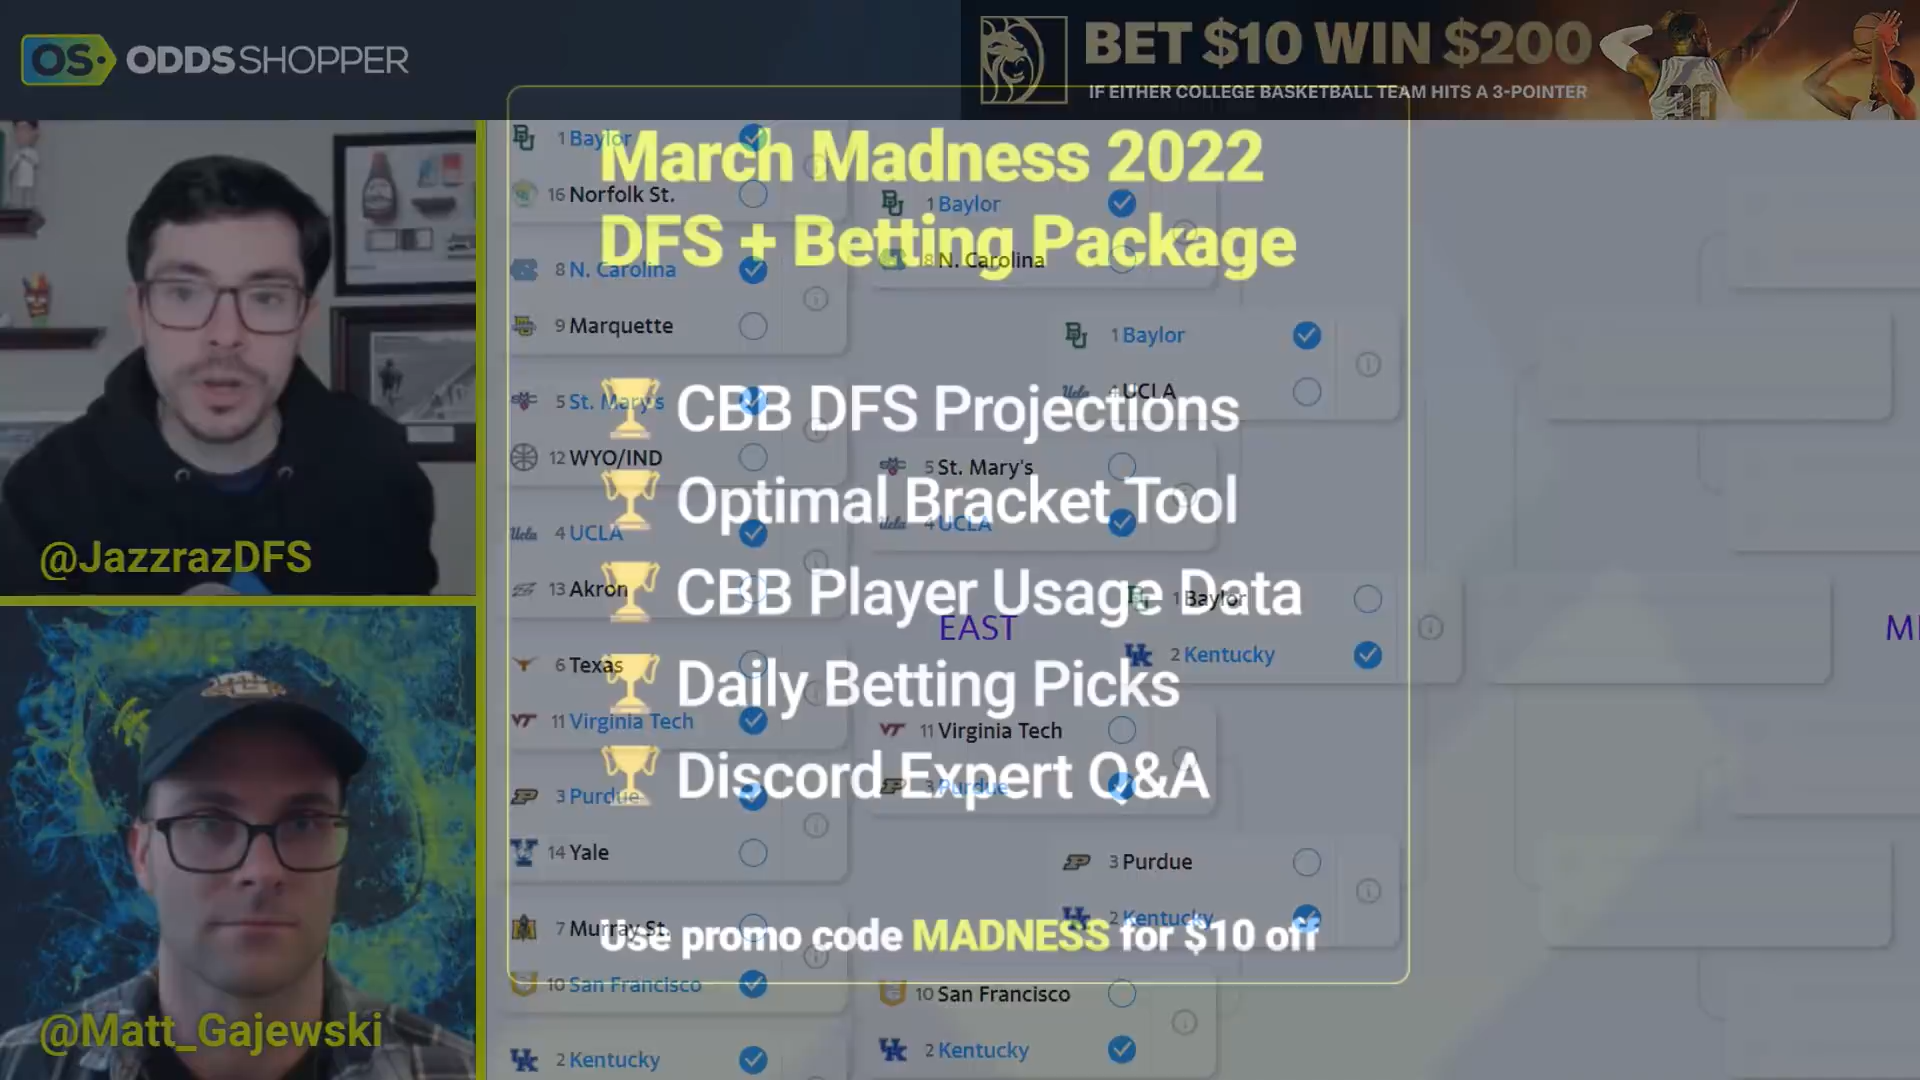 OS ODDSSHOPPER
BET $10 WIN $200
IF EITHER COLLEGE BASKETBALL TEAM HITS A 3-POINTER
March Madness 2022
DFS + Betting Package
CBB DFS Projections
Optimal Bracket Tool
CBB Player Usage Data
Daily Betting Picks
Discord Expert Q&A
Use promo code MADNESS for $10 off
@JazzrazDFS
@Matt_Gajewski
1 Baylor
16 Norfolk St.
8 N. Carolina
9 Marquette
5 St. Mary's
12 WYO/IND
4 UCLA
13 Akron
6 Texas
11 Virginia Tech
3 Purdue
14 Yale
7 Murray St.
10 San Francisco
2 Kentucky
1 Baylor
8 N. Carolina
5 St. Mary's
4 UCLA
11 Virginia Tech
3 Purdue
10 San Francisco
2 Kentucky
1 Baylor
4 UCLA
3 Purdue
2 Kentucky
1 Baylor
2 Kentucky
EAST